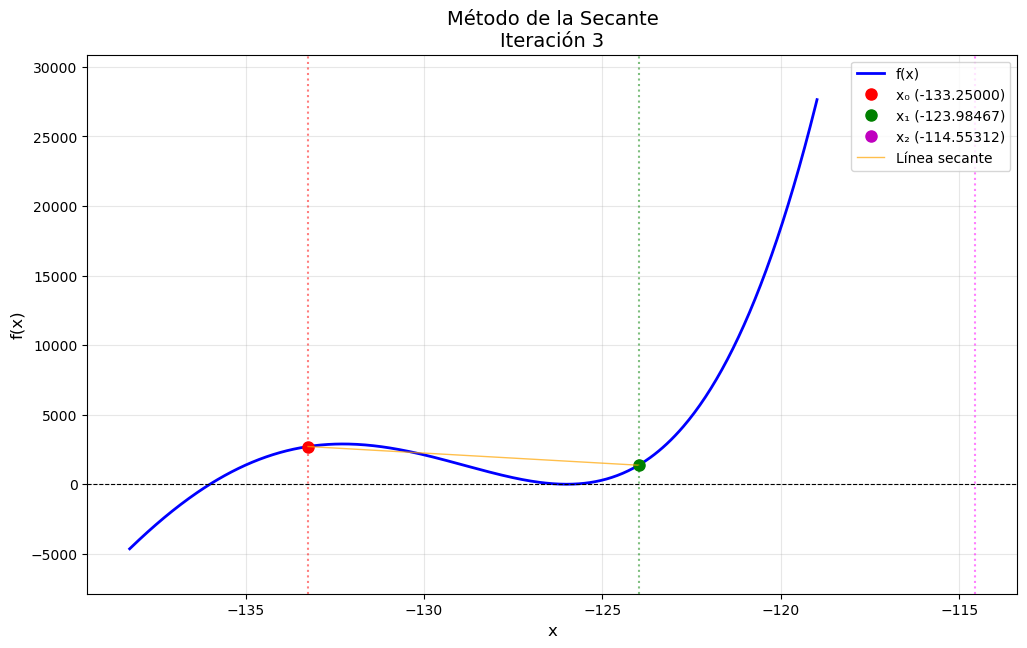 Método de la Secante
Iteración 3
f(x)
x₀ (-133.25000)
x₁ (-123.98467)
x₂ (-114.55312)
Línea secante
30000
25000
20000
15000
10000
5000
0
−5000
f(x)
−135
−130
−125
−120
−115
x